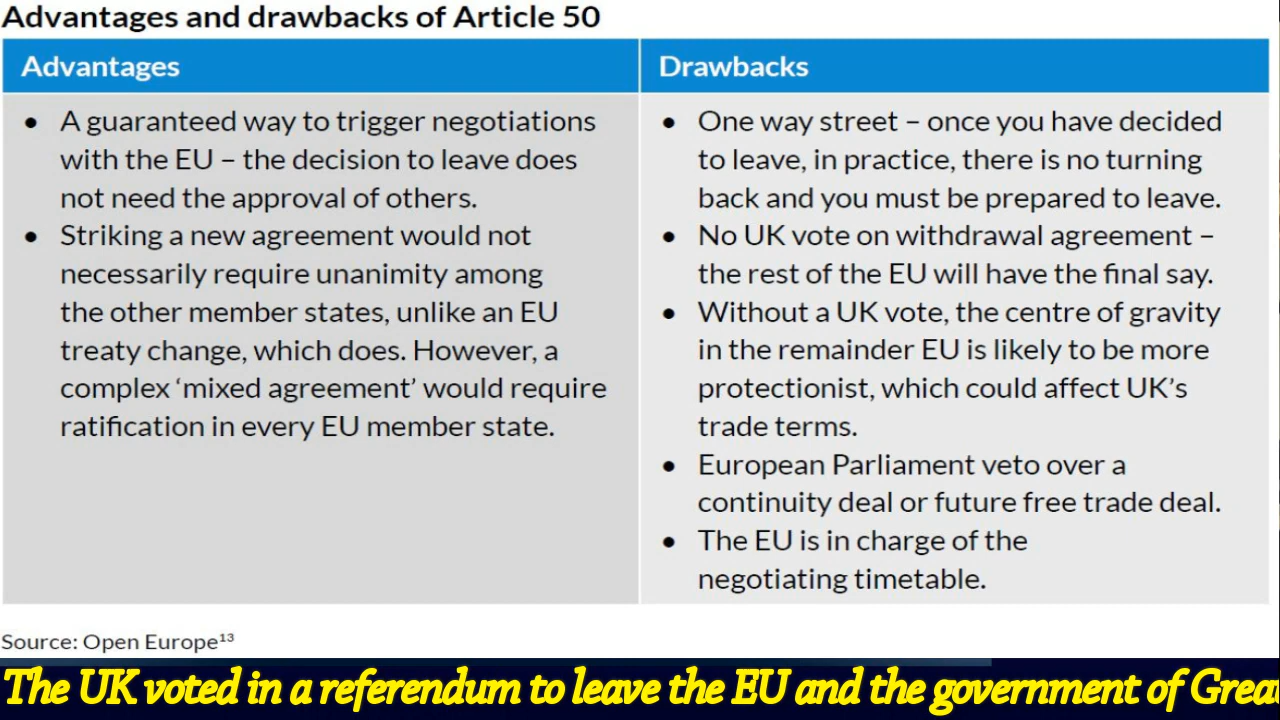 Advantages and drawbacks of Article 50
Advantages
• A guaranteed way to trigger negotiations
with the EU – the decision to leave does
not need the approval of others.
• Striking a new agreement would not
necessarily require unanimity among
the other member states, unlike an EU
treaty change, which does. However, a
complex ‘mixed agreement’ would require
ratification in every EU member state.
Drawbacks
• One way street – once you have decided
to leave, in practice, there is no turning
back and you must be prepared to leave.
• No UK vote on withdrawal agreement –
the rest of the EU will have the final say.
• Without a UK vote, the centre of gravity
in the remainder EU is likely to be more
protectionist, which could affect UK’s
trade terms.
• European Parliament veto over a
continuity deal or future free trade deal.
• The EU is in charge of the
negotiating timetable.
Source: Open Europe¹³
The UK voted in a referendum to leave the EU and the government of Grea